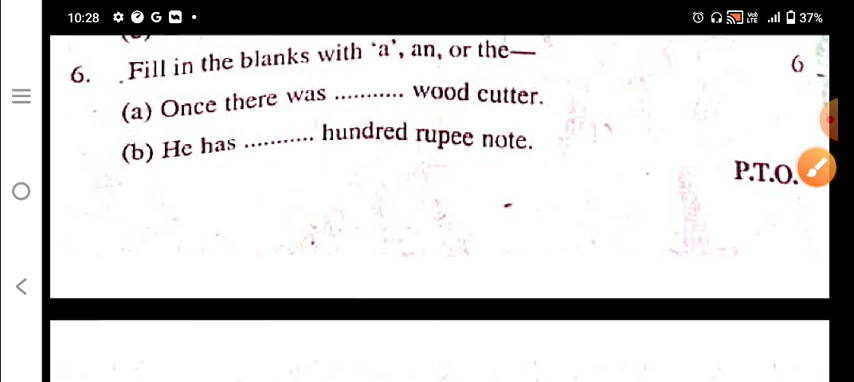 10:28 G
37%
6. Fill in the blanks with 'a', an, or the—
6
(a) Once there was ........... wood cutter.
(b) He has ........... hundred rupee note.
P.T.O.